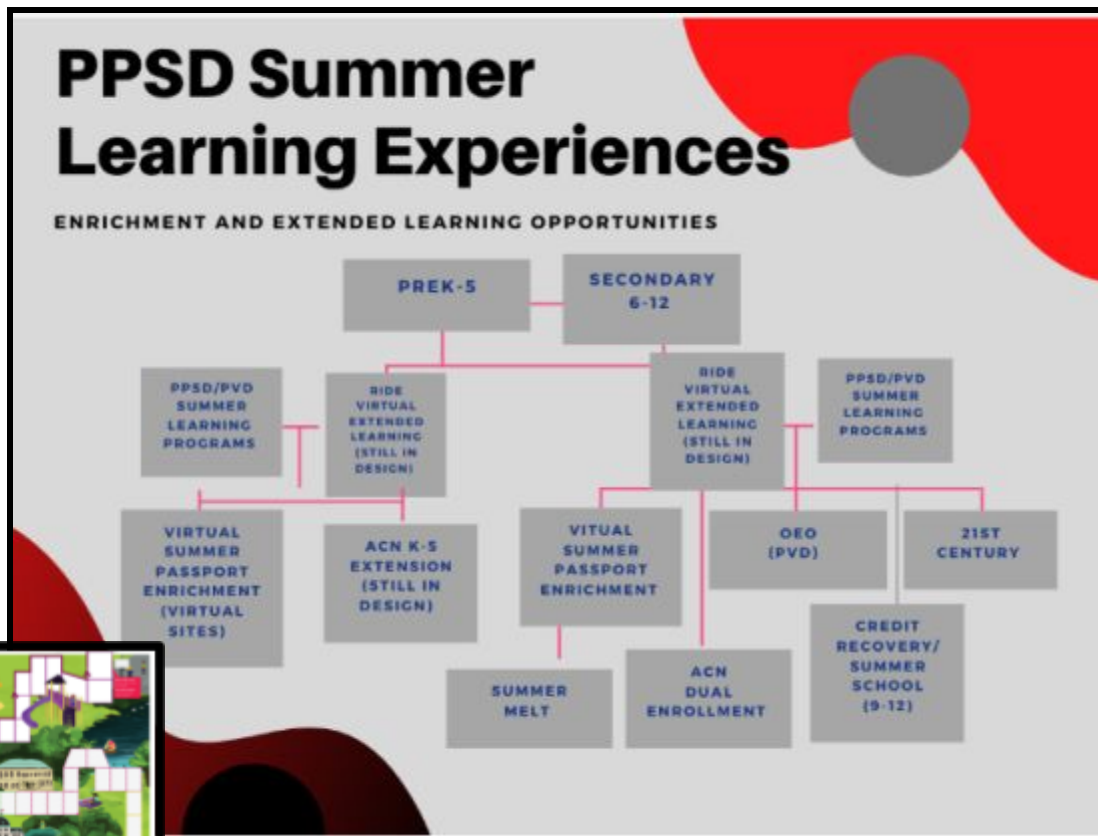 PPSD Summer
Learning Experiences
ENRICHMENT AND EXTENDED LEARNING OPPORTUNITIES
PREK-5
SECONDARY
6-12
PPSD/PVD
SUMMER
LEARNING
PROGRAMS
RIDE
VIRTUAL
EXTENDED
LEARNING
(STILL IN
DESIGN)
RIDE
VIRTUAL
EXTENDED
LEARNING
(STILL IN
DESIGN)
PPSD/PVD
SUMMER
LEARNING
PROGRAMS
VIRTUAL
SUMMER
PASSPORT
ENRICHMENT
(VIRTUAL
SITES)
ACN K-5
EXTENSION
(STILL IN
DESIGN)
VITUAL
SUMMER
PASSPORT
ENRICHMENT
OEO
(PVD)
21ST
CENTURY
SUMMER
MELT
ACN
DUAL
ENROLLMENT
CREDIT
RECOVERY/
SUMMER
SCHOOL
(9-12)